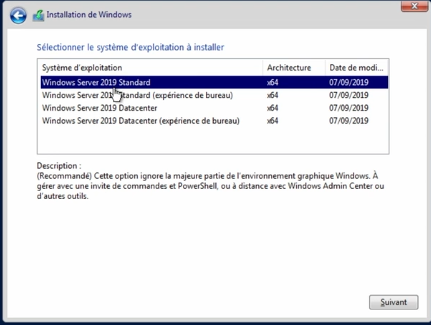 Installation de Windows
Sélectionner le système d'exploitation à installer
Système d'exploitation Architecture Date de modi...
Windows Server 2019 Standard x64 07/09/2019
Windows Server 2019 Standard (expérience de bureau) x64 07/09/2019
Windows Server 2019 Datacenter x64 07/09/2019
Windows Server 2019 Datacenter (expérience de bureau) x64 07/09/2019
Description :
(Recommandé) Cette option ignore la majeure partie de l'environnement graphique Windows. À
gérer avec une invite de commandes et PowerShell, ou à distance avec Windows Admin Center ou
d'autres outils.
Suivant